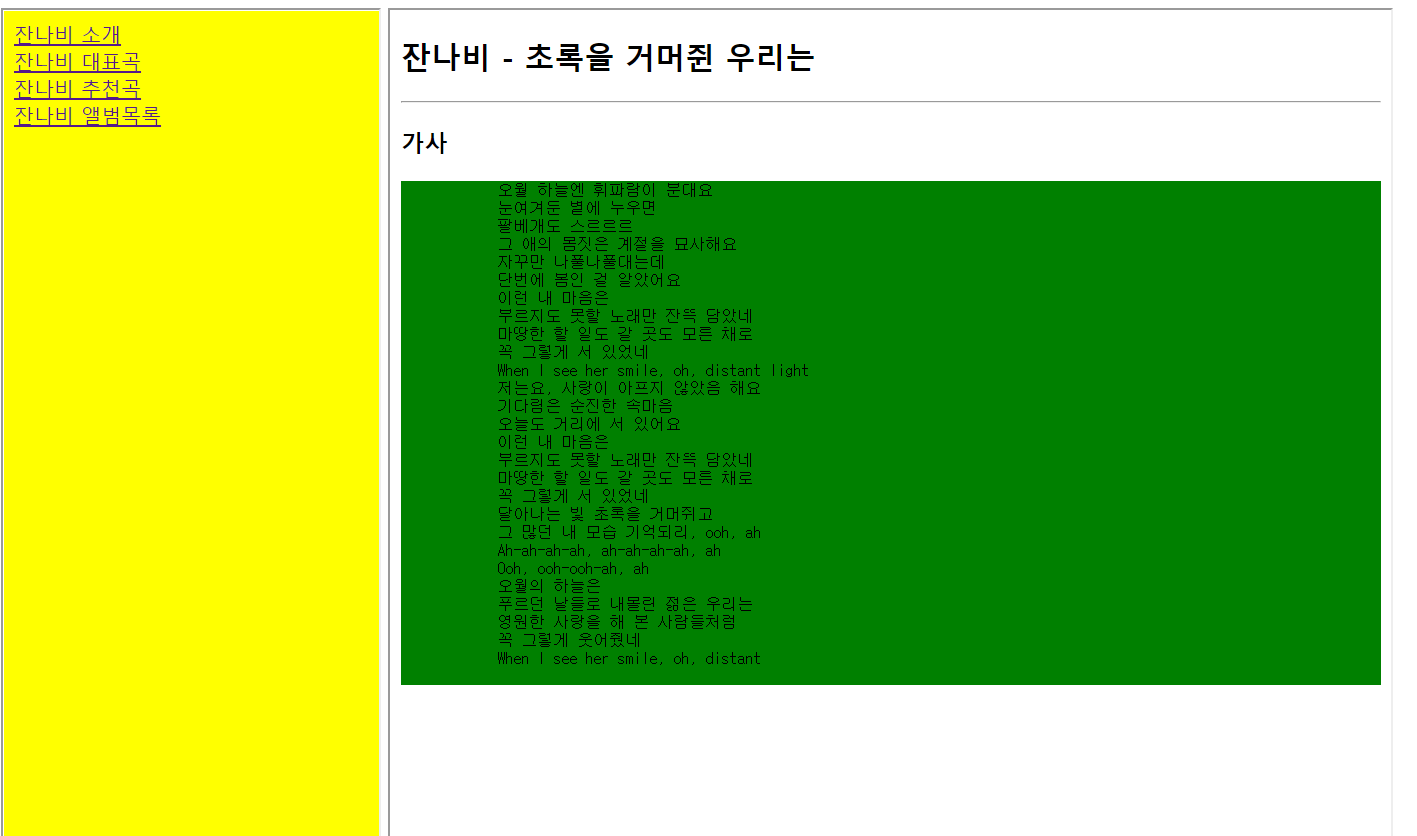 잔나비 소개
잔나비 대표곡
잔나비 추천곡
잔나비 앨범목록
잔나비 - 초록을 거머쥔 우리는
가사
오월 하늘엔 휘파람이 분대요
눈여겨둔 볕에 누우면
팔베개도 스르르르
그 애의 몸짓은 계절을 묘사해요
자꾸만 나풀나풀대는데
단번에 봄인 걸 알았어요
이런 내 마음은
부르지도 못할 노래만 잔뜩 담았네
마땅한 할 일도 갈 곳도 모른 채로
꼭 그렇게 서 있었네
When I see her smile, oh, distant light
저는요, 사랑이 아프지 않았음 해요
기다림은 순진한 속마음
오늘도 거리에 서 있어요
이런 내 마음은
부르지도 못할 노래만 잔뜩 담았네
마땅한 할 일도 갈 곳도 모른 채로
꼭 그렇게 서 있었네
달아나는 빛 초록을 거머쥐고
그 많던 내 모습 기억되리, ooh, ah
Ah-ah-ah-ah, ah-ah-ah-ah, ah
Ooh, ooh-ooh-ah, ah
오월의 하늘은
푸르던 날들로 내몰린 젊은 우리는
영원한 사랑을 해 본 사람들처럼
꼭 그렇게 웃어줬네
When I see her smile, oh, distant